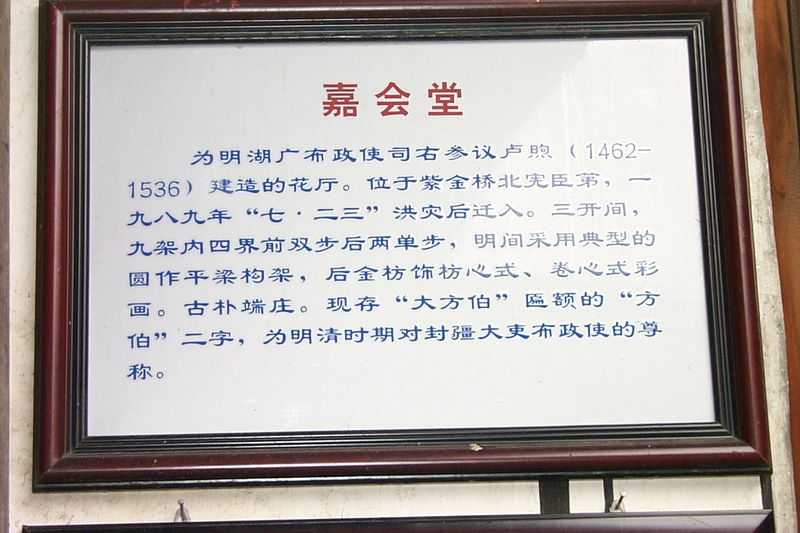 嘉会堂
为明湖广布政使司右参议卢煦（1462-
1536）建造的花厅。位于紫金桥北宪臣第，一
九八九年“七·二三”洪灾后迁入。三开间，
九架内四界前双步后两单步，明间采用典型的
圆作平梁构架，后金枋饰枋心式、卷心式彩
画。古朴端庄。现存“大方伯”匾额的“方
伯”二字，为明清时期对封疆大吏布政使的尊
称。